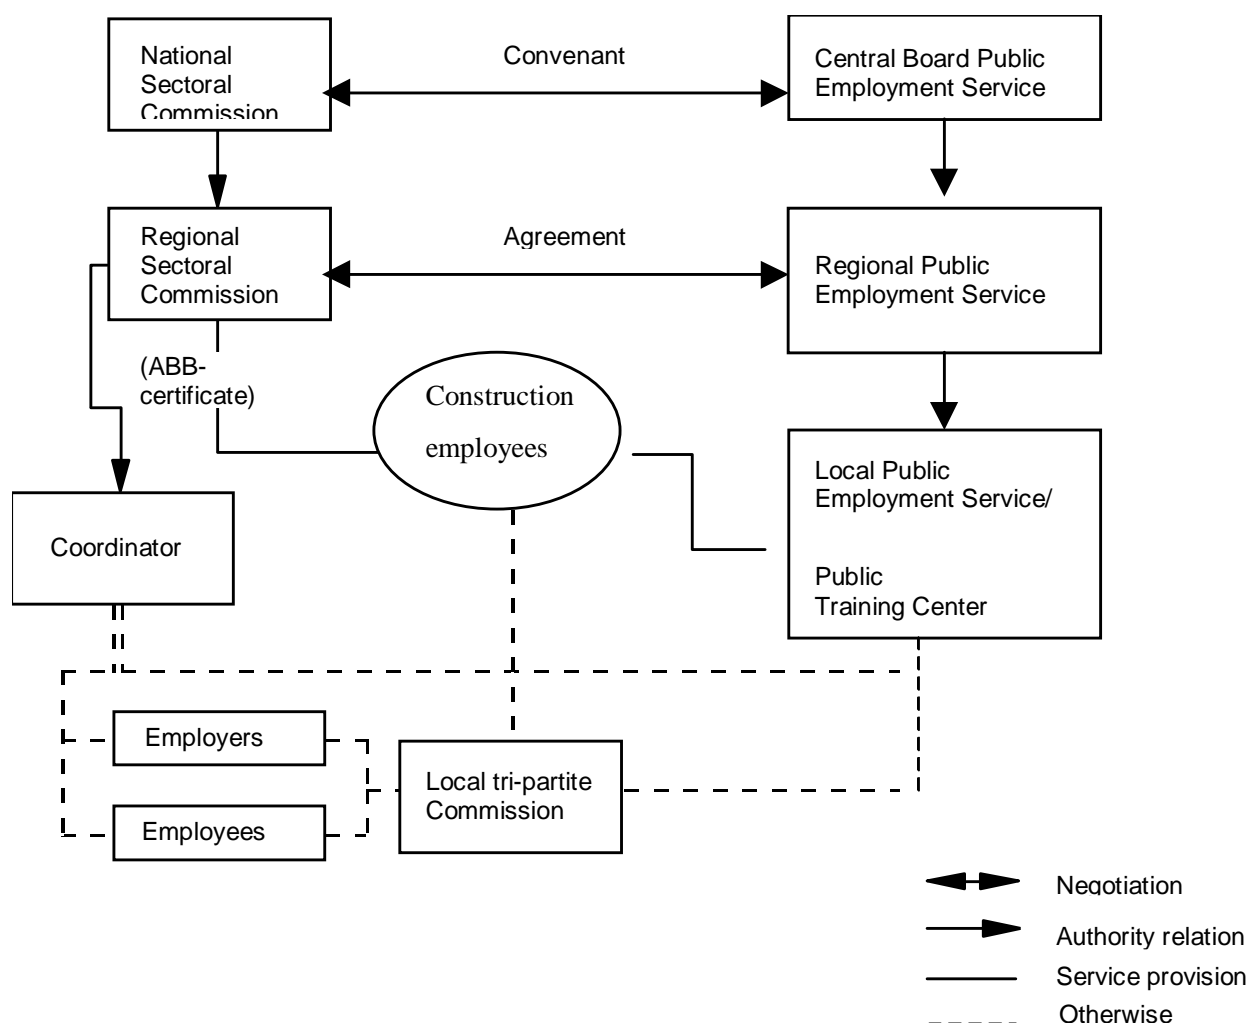 National
Sectoral
Commission
Convenant
Central Board Public
Employment Service
Regional
Sectoral
Commission
Agreement
Regional Public
Employment Service
(ABB-
certificate)
Construction
employees
Local Public
Employment Service/
Public
Training Center
Coordinator
Employers
Employees
Local tri-partite
Commission
Negotiation
Authority relation
Service provision
Otherwise